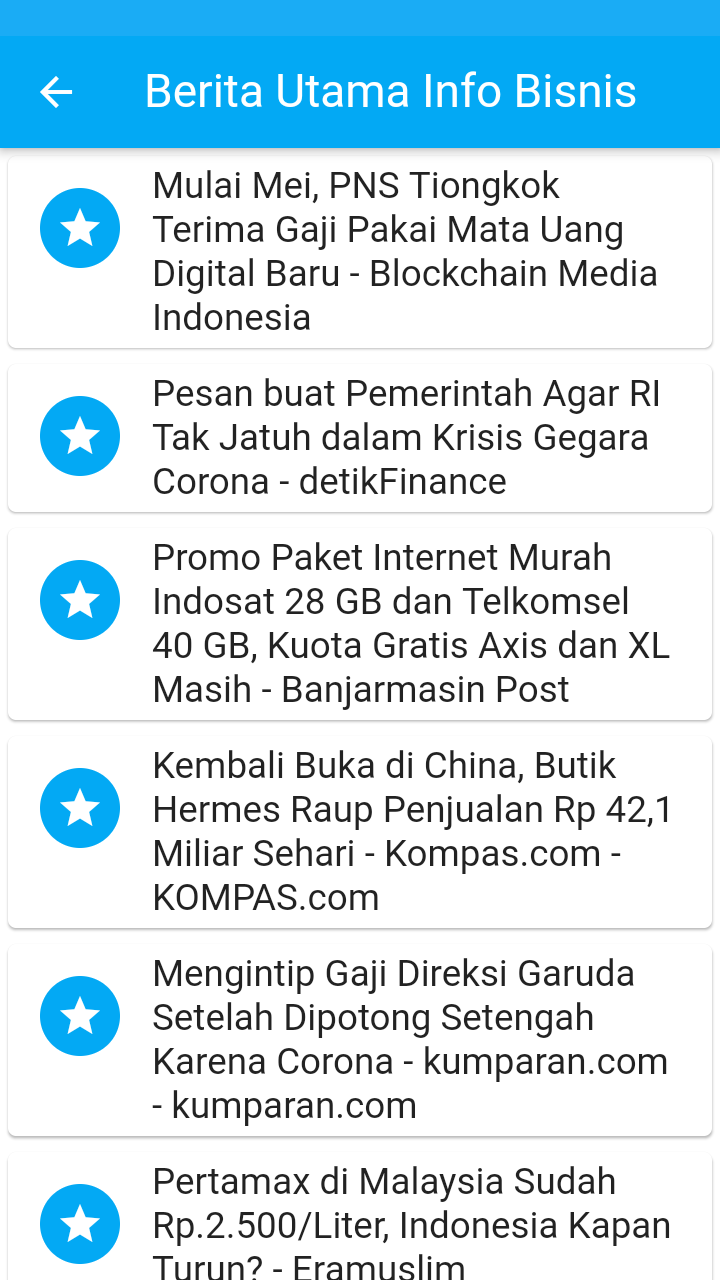 Berita Utama Info Bisnis
Mulai Mei, PNS Tiongkok
Terima Gaji Pakai Mata Uang
Digital Baru - Blockchain Media
Indonesia
Pesan buat Pemerintah Agar RI
Tak Jatuh dalam Krisis Gegara
Corona - detikFinance
Promo Paket Internet Murah
Indosat 28 GB dan Telkomsel
40 GB, Kuota Gratis Axis dan XL
Masih - Banjarmasin Post
Kembali Buka di China, Butik
Hermes Raup Penjualan Rp 42,1
Miliar Sehari - Kompas.com -
KOMPAS.com
Mengintip Gaji Direksi Garuda
Setelah Dipotong Setengah
Karena Corona - kumparan.com
- kumparan.com
Pertamax di Malaysia Sudah
Rp.2.500/Liter, Indonesia Kapan
Turun? - Eramuslim